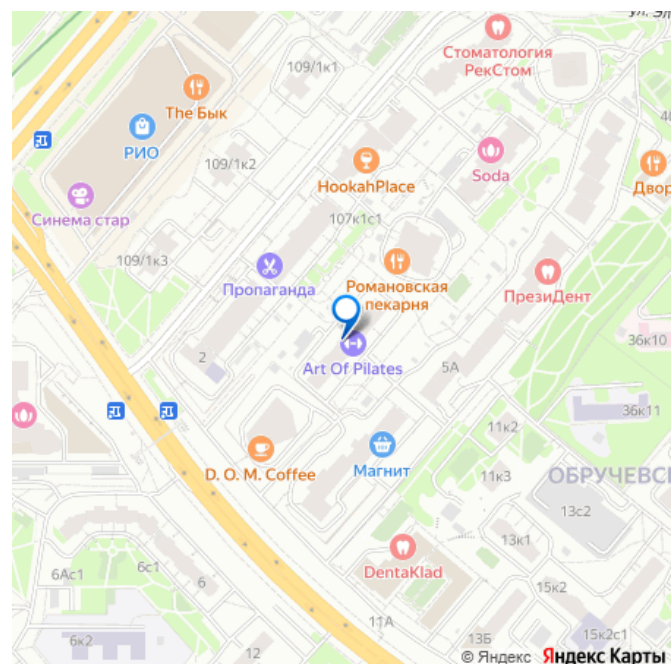 ул. Эл
Стоматология
РекСтом
109/1к1
The Бык
РИО
109/1к2
HookahPlace
Soda
Двор
Синема стар
107к1с1
109/1к3
Пропаганда
Романовская
пекарня
ПрезиДент
2
Art Of Pilates
5А
36к10
36к11
11к2
D. O. M. Coffee
Магнит
11к3
ОБРУЧЕВС
13с2
13к1
DentaKlad
6Ас1
6с1
6
15к2
11А
6к2
12
13Б
15к2с1
© Яндекс Яндекс Карты